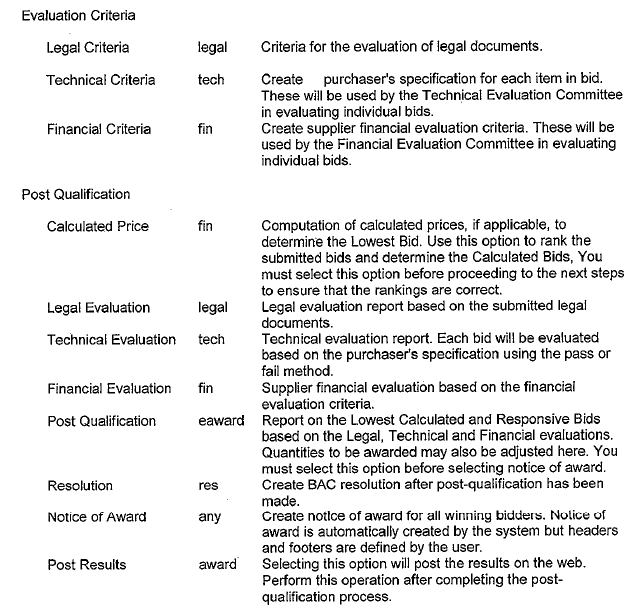 Evaluation Criteria
Legal Criteria legal Criteria for the evaluation of legal documents.
Technical Criteria tech Create purchaser's specification for each item in bid.
These will be used by the Technical Evaluation Committee
in evaluating individual bids.
Financial Criteria fin Create supplier financial evaluation criteria. These will be
used by the Financial Evaluation Committee in evaluating
individual bids.
Post Qualification
Calculated Price fin Computation of calculated prices, if applicable, to
determine the Lowest Bid. Use this option to rank the
submitted bids and determine the Calculated Bids, You
must select this option before proceeding to the next steps
to ensure that the rankings are correct.
Legal Evaluation legal Legal evaluation report based on the submitted legal
documents.
Technical Evaluation tech Technical evaluation report. Each bid will be evaluated
based on the purchaser's specification using the pass or
fail method.
Financial Evaluation fin Supplier financial evaluation based on the financial
evaluation criteria.
Post Qualification eaward Report on the Lowest Calculated and Responsive Bids
based on the Legal, Technical and Financial evaluations.
Quantities to be awarded may also be adjusted here. You
must select this option before selecting notice of award.
Resolution res Create BAC resolution after post-qualification has been
made.
Notice of Award any Create notice of award for all winning bidders. Notice of
award is automatically created by the system but headers
and footers are defined by the user.
Post Results award Selecting this option will post the results on the web.
Perform this operation after completing the post-
qualification process.